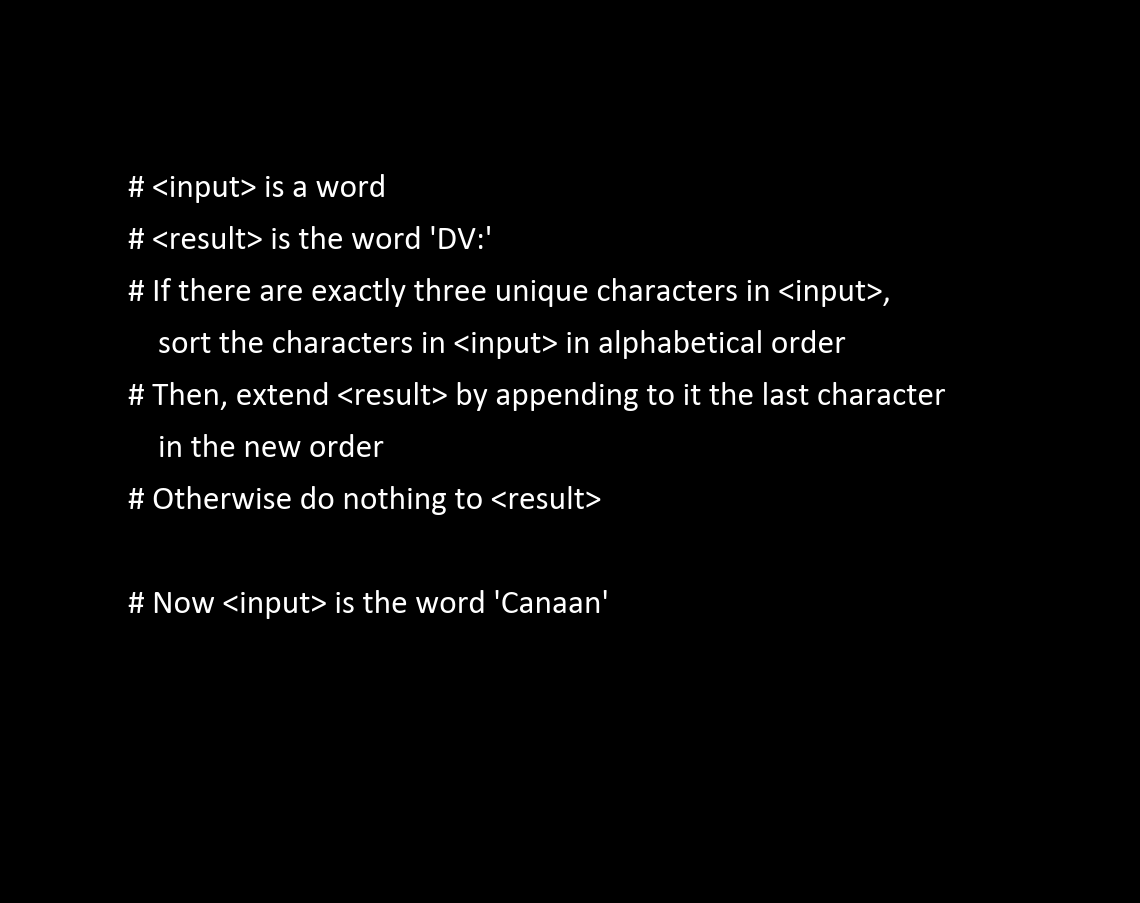 # <input> is a word
# <result> is the word 'DV:'
# If there are exactly three unique characters in <input>,
sort the characters in <input> in alphabetical order
# Then, extend <result> by appending to it the last character
in the new order
# Otherwise do nothing to <result>
# Now <input> is the word 'Canaan'